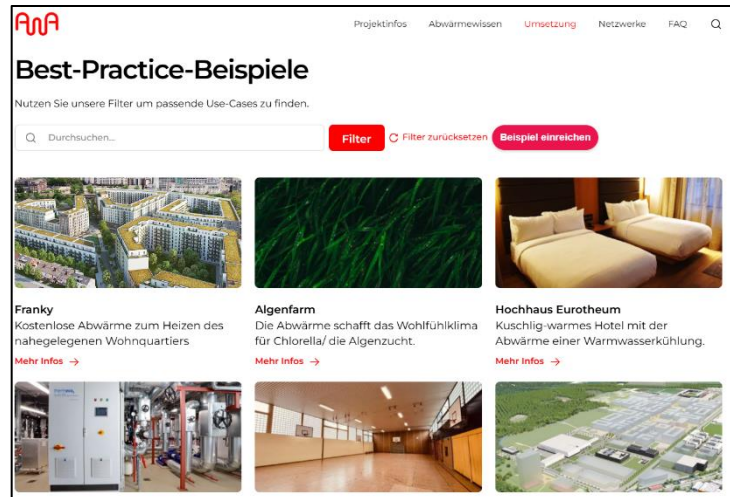 AWA
Projektinfos Abwärmewissen Umsetzung Netzwerke FAQ
Best-Practice-Beispiele
Nutzen Sie unsere Filter um passende Use-Cases zu finden.
Durchsuchen... Filter Filter zurücksetzen Beispiel einreichen
Franky Algenfarm Hochhaus Eurotheum
Kostenlose Abwärme zum Heizen des Die Abwärme schafft das Wohlfühlklima Kuschlig-warmes Hotel mit der
nahegelegenen Wohnquartiers für Chlorella/ die Algenzucht. Abwärme einer Warmwasserkühlung.
Mehr Infos → Mehr Infos → Mehr Infos →